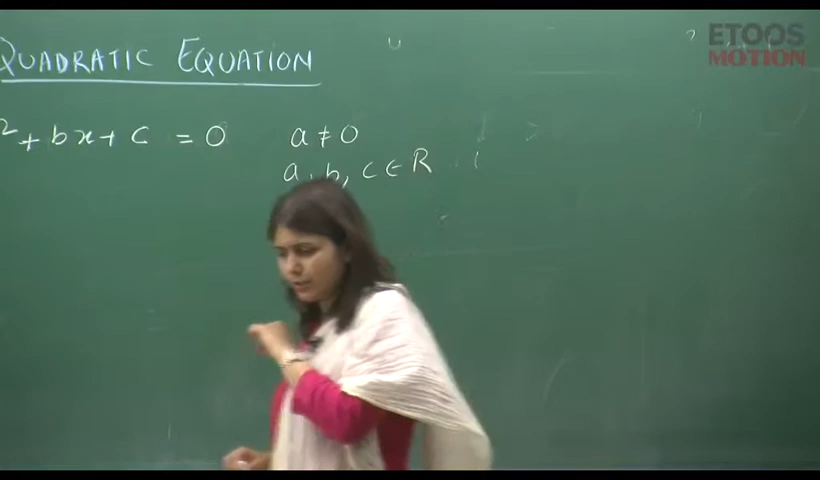 QUADRATIC EQUATION
ETOOS
MOTION
² + bx + c = 0 a ≠ 0
a, b, c ∈ R